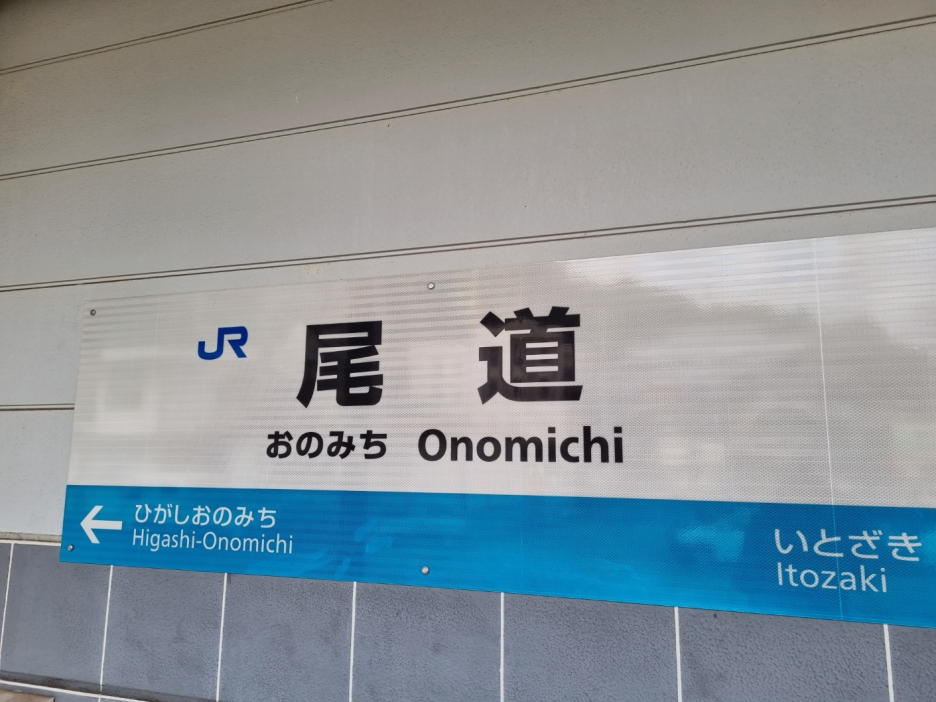 JR 尾道
おのみち Onomichi
← ひがしおのみち
Higashi-Onomichi
いとざき
Itozaki